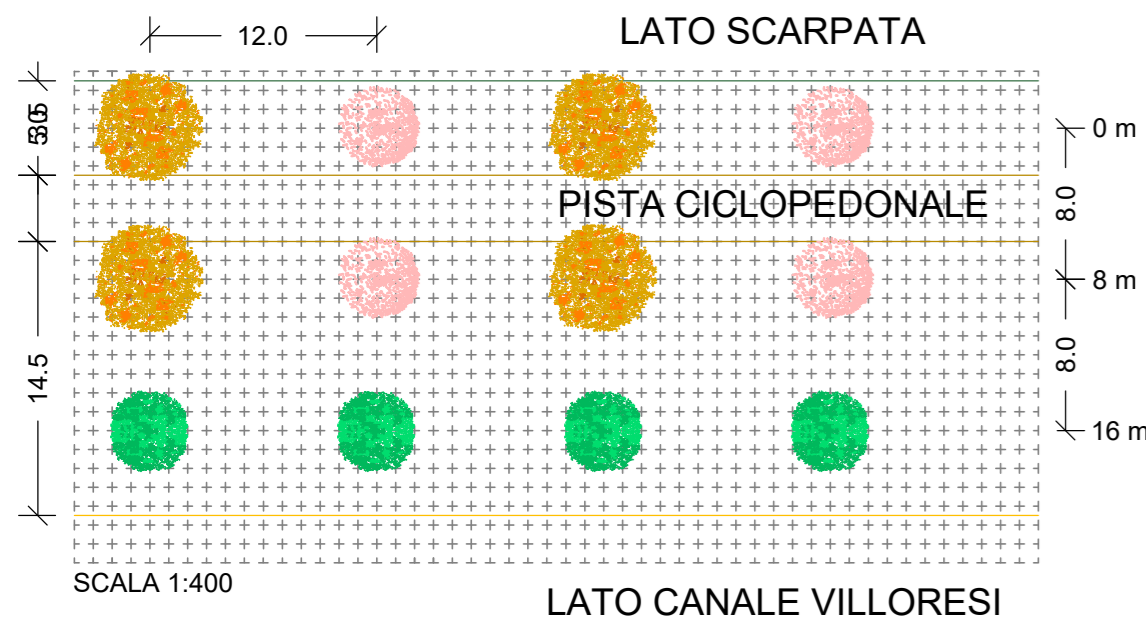 LATO SCARPATA
12.0
0 m
8.0
PISTA CICLOPEDONALE
8 m
14.5
8.0
16 m
SCALA 1:400
LATO CANALE VILLORESI